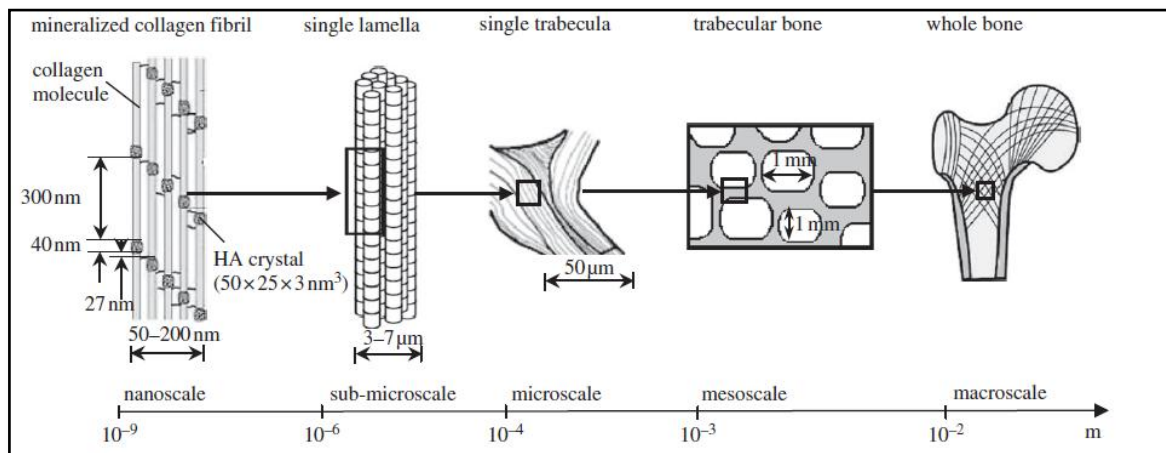 mineralized collagen fibril single lamella single trabecula trabecular bone whole bone
collagen
molecule
300 nm
40 nm
27 nm
50–200 nm
HA crystal
(50 × 25 × 3 nm³)
3–7 μm
50 μm
1 mm
1 mm
nanoscale sub-microscale microscale mesoscale macroscale
10⁻⁹ 10⁻⁶ 10⁻⁴ 10⁻³ 10⁻² m